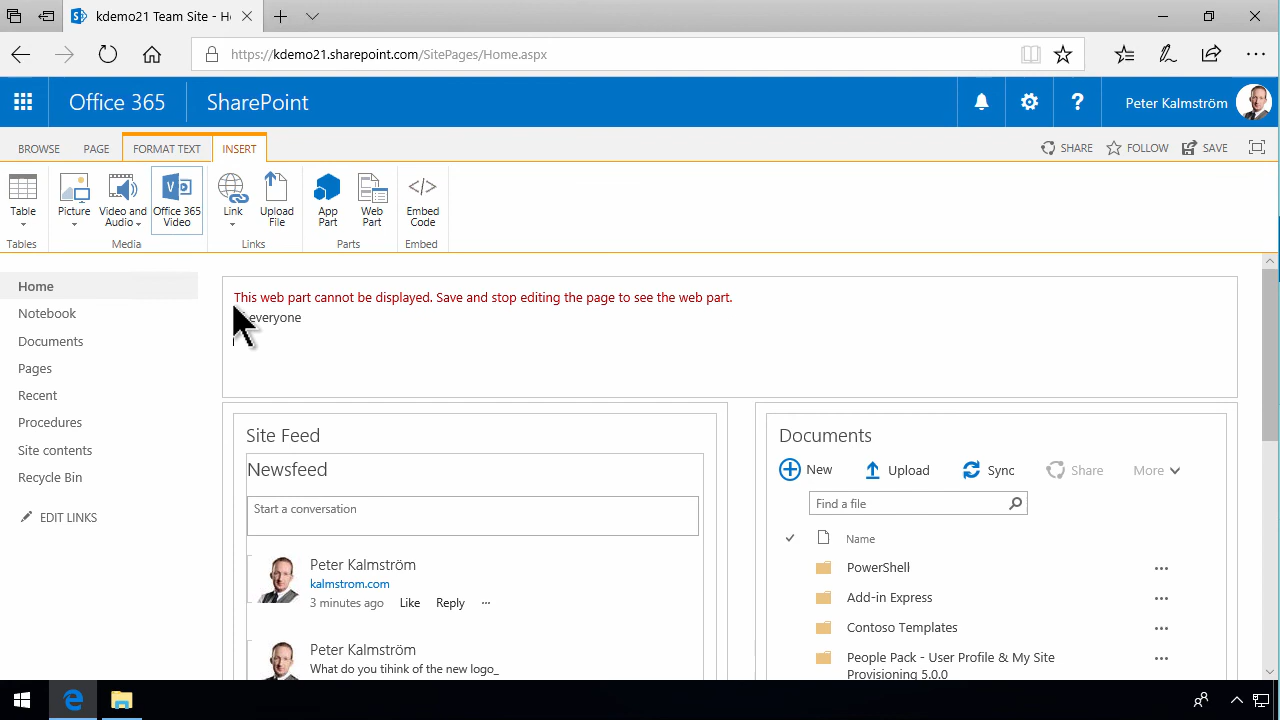 kdemo21 Team Site - Ho
https://kdemo21.sharepoint.com/SitePages/Home.aspx
Office 365
SharePoint
?
Peter Kalmström
BROWSE
PAGE
FORMAT TEXT
INSERT
SHARE
FOLLOW
SAVE
Table
Picture
Video and
Audio
Office 365
Video
Link
Upload
File
App
Part
Web
Part
Embed
Code
Tables
Media
Links
Parts
Embed
Home
Notebook
Documents
Pages
Recent
Procedures
Site contents
Recycle Bin
EDIT LINKS
This web part cannot be displayed. Save and stop editing the page to see the web part.
everyone
Site Feed
Newsfeed
Start a conversation
Peter Kalmström
kalmstrom.com
3 minutes ago Like Reply ...
Peter Kalmström
What do you tihink of the new logo_
Documents
New
Upload
Sync
Share
More
Find a file
Name
PowerShell ...
Add-in Express ...
Contoso Templates ...
People Pack - User Profile & My Site ...
Provisioning 5.0.0